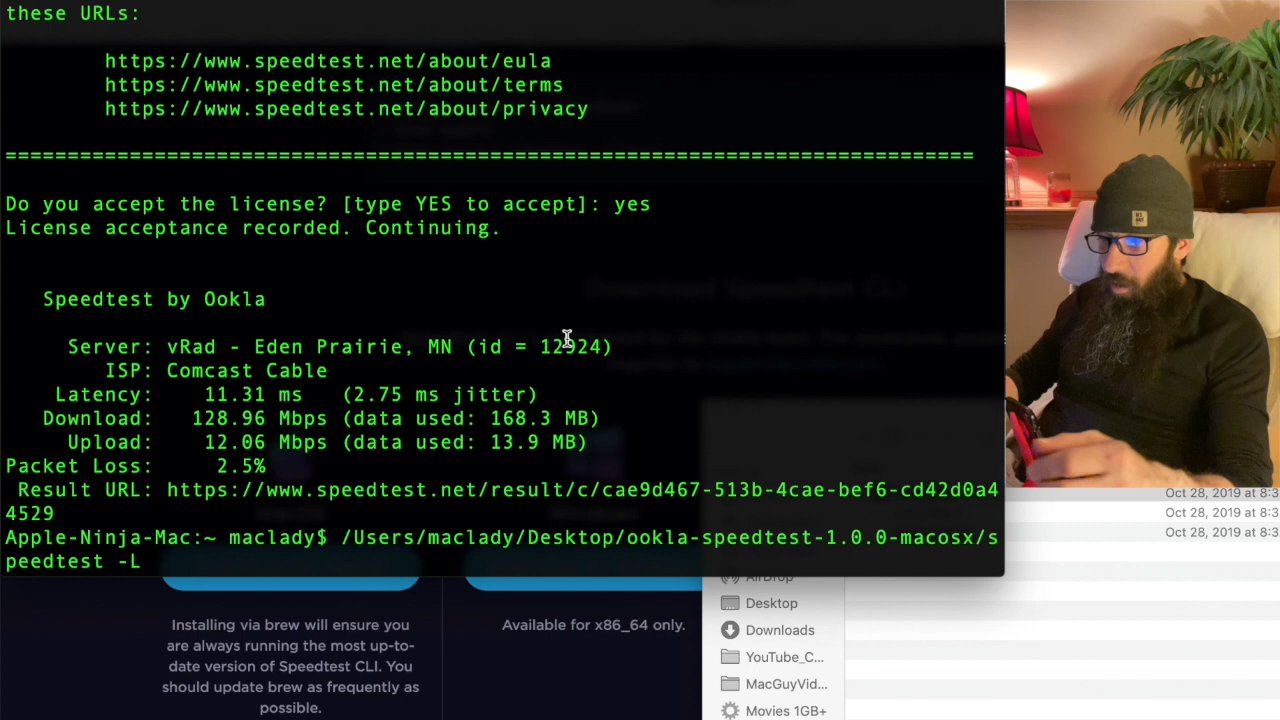 these URLs:
https://www.speedtest.net/about/eula
https://www.speedtest.net/about/terms
https://www.speedtest.net/about/privacy
==============================================================================
Do you accept the license? [type YES to accept]: yes
License acceptance recorded. Continuing.
Speedtest by Ookla
Server: vRad - Eden Prairie, MN (id = 12924)
ISP: Comcast Cable
Latency: 11.31 ms (2.75 ms jitter)
Download: 128.96 Mbps (data used: 168.3 MB)
Upload: 12.06 Mbps (data used: 13.9 MB)
Packet Loss: 2.5%
Result URL: https://www.speedtest.net/result/c/cae9d467-513b-4cae-bef6-cd42d0a4
4529
Apple-Ninja-Mac:~ maclady$ /Users/maclady/Desktop/ookla-speedtest-1.0.0-macosx/s
peedtest -L
Download Speedtest CLI
Installing via brew will ensure you
are always running the most up-to-
date version of Speedtest CLI. You
should update brew as frequently as
possible.
Available for x86_64 only.
AirDrop
Desktop
Downloads
YouTube_C...
MacGuyVid...
Movies 1GB+
Oct 28, 2019 at 8:3
Oct 28, 2019 at 8:3
Oct 28, 2019 at 8:3